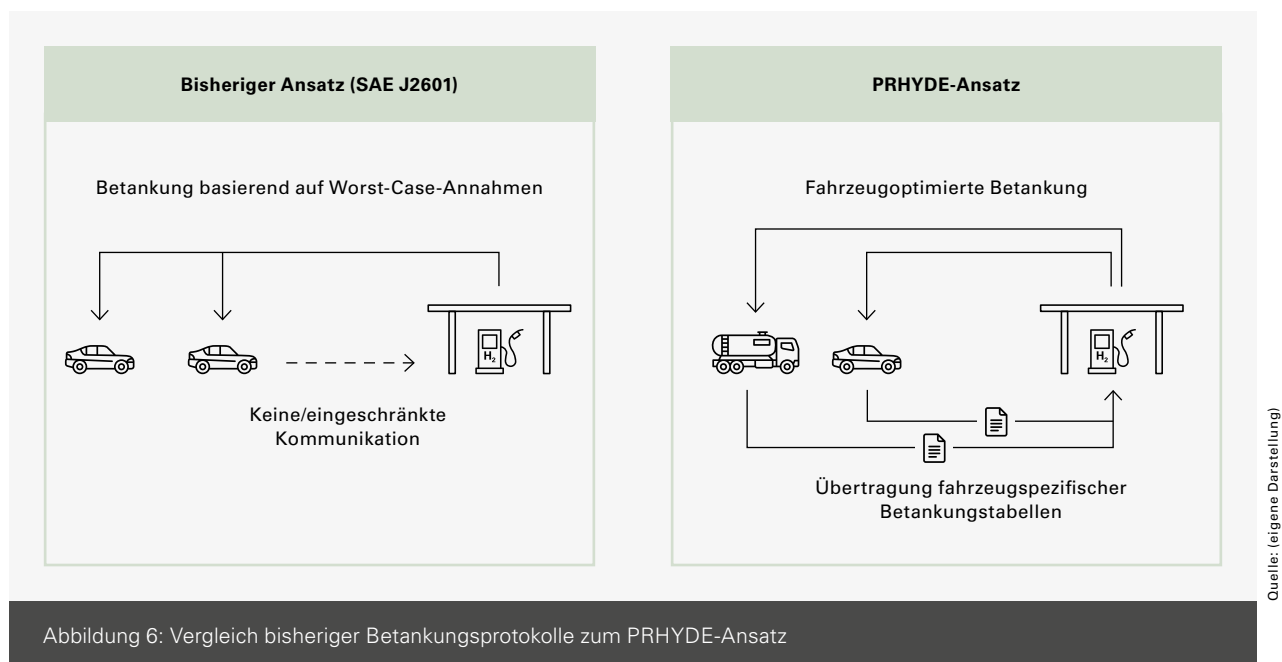 Bisheriger Ansatz (SAE J2601)
Betankung basierend auf Worst-Case-Annahmen
H₂
Keine/eingeschränkte
Kommunikation
PRHYDE-Ansatz
Fahrzeugoptimierte Betankung
H₂
Übertragung fahrzeugspezifischer
Betankungstabellen
Quelle: (eigene Darstellung)
Abbildung 6: Vergleich bisheriger Betankungsprotokolle zum PRHYDE-Ansatz